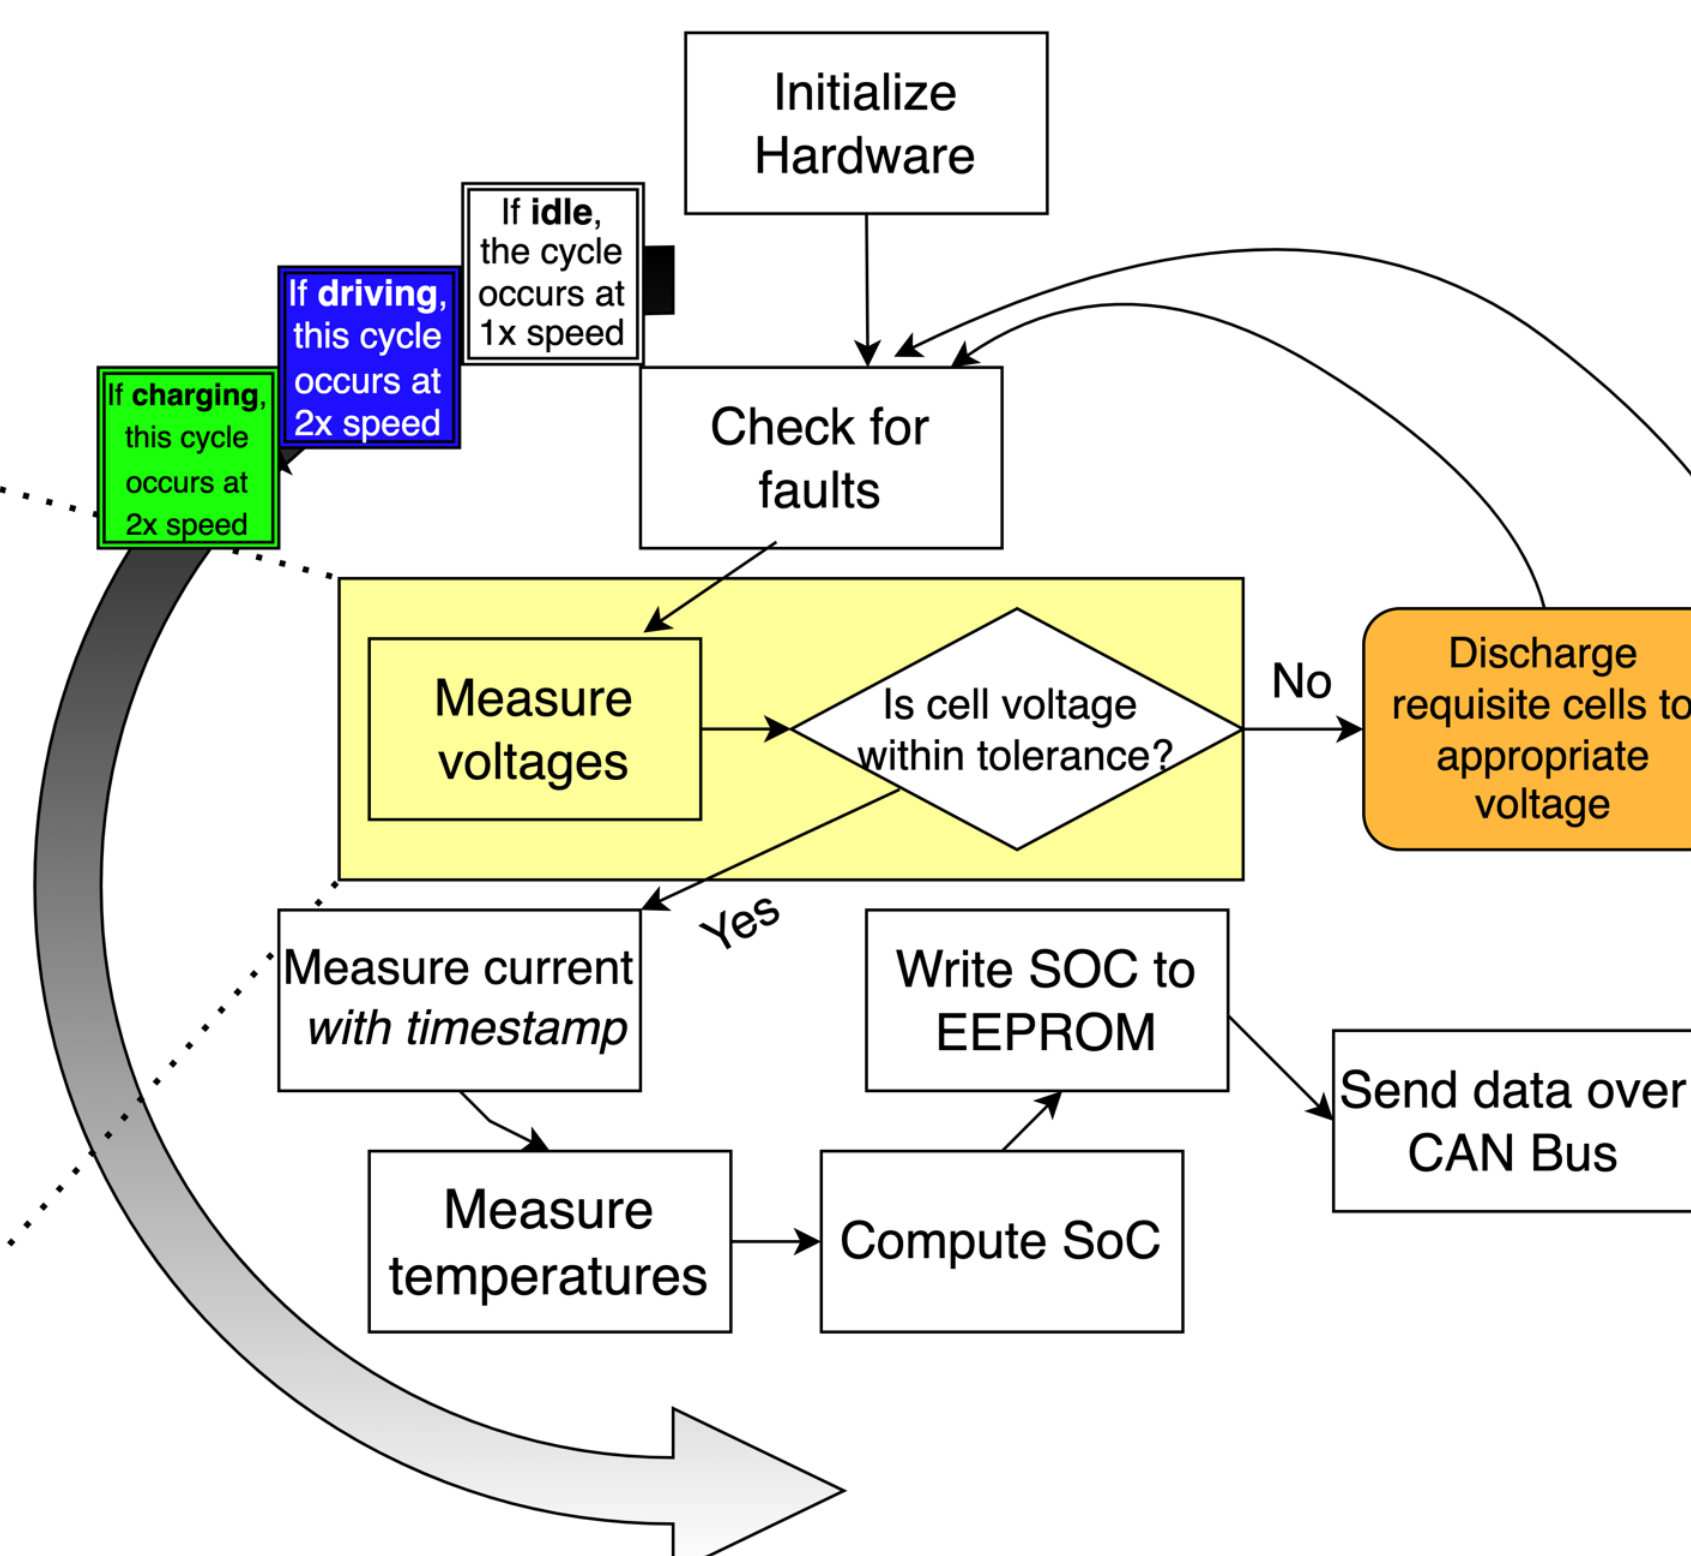 Initialize
Hardware
If idle,
the cycle
occurs at
1x speed
If driving,
this cycle
occurs at
2x speed
If charging,
this cycle
occurs at
2x speed
Check for
faults
Measure
voltages
Is cell voltage
within tolerance?
No
Discharge
requisite cells to
appropriate
voltage
Yes
Measure current
with timestamp
Write SOC to
EEPROM
Send data over
CAN Bus
Measure
temperatures
Compute SoC